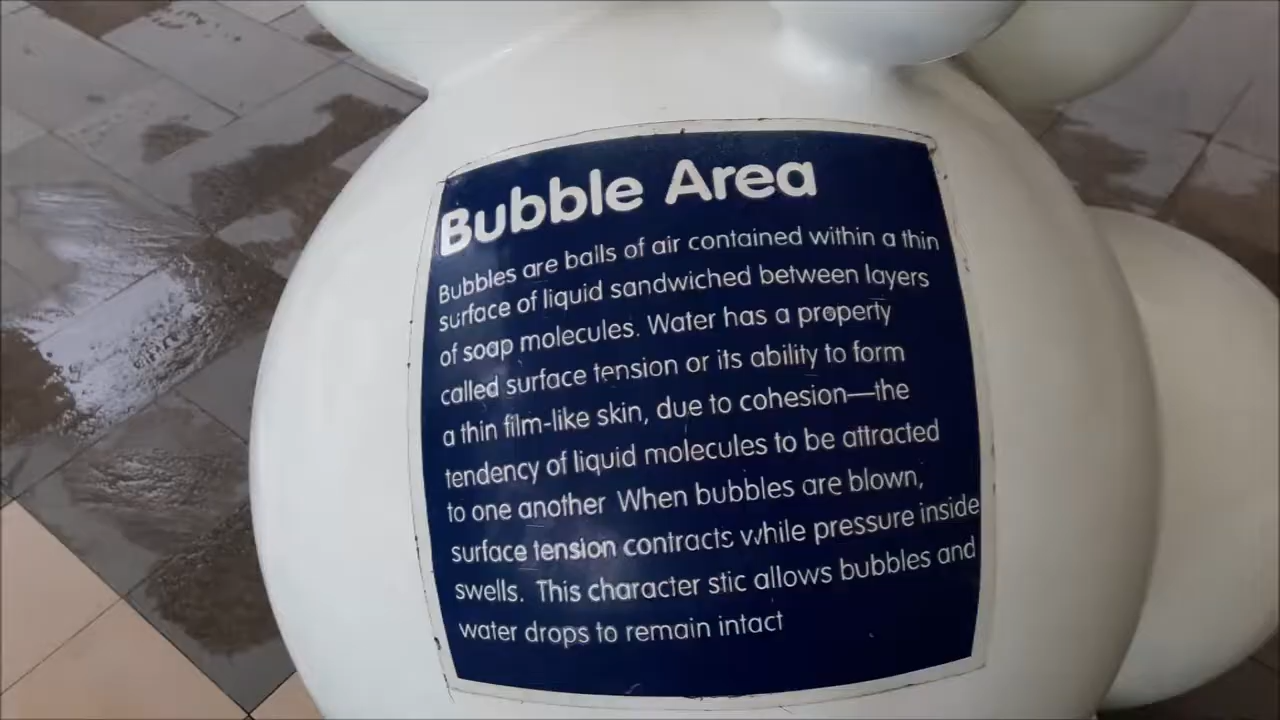 Bubble Area
Bubbles are balls of air contained within a thin
surface of liquid sandwiched between layers
of soap molecules. Water has a property
called surface tension or its ability to form
a thin film-like skin, due to cohesion—the
tendency of liquid molecules to be attracted
to one another When bubbles are blown,
surface tension contracts while pressure inside
swells. This character stic allows bubbles and
water drops to remain intact